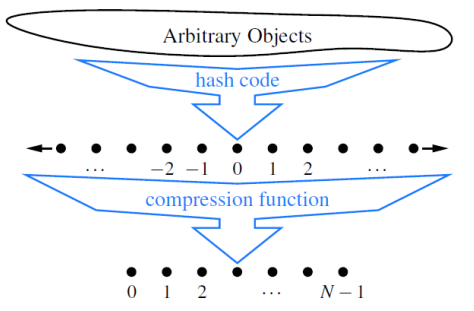 Arbitrary Objects
hash code
··· −2 −1 0 1 2 ···
compression function
0 1 2 ··· N − 1